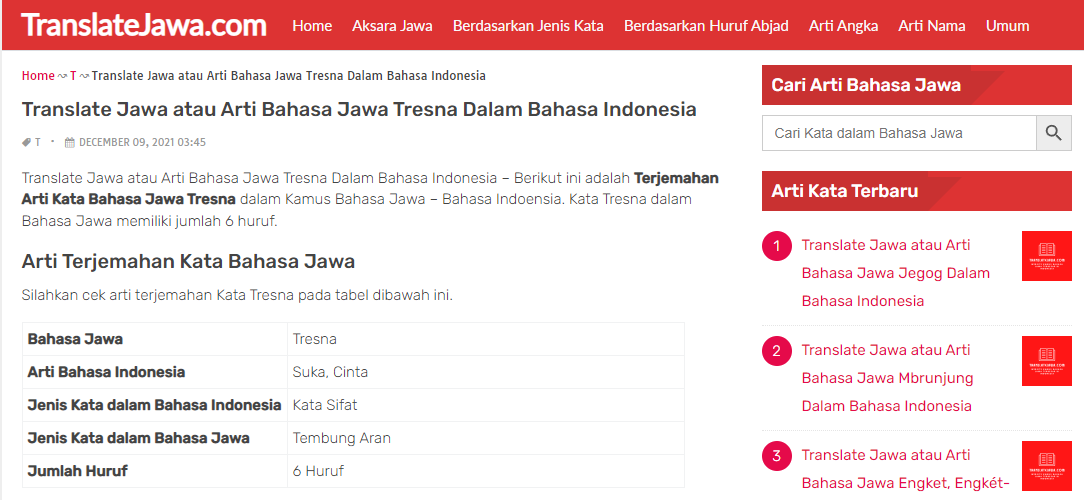 TranslateJawa.com
Home Aksara Jawa Berdasarkan Jenis Kata Berdasarkan Huruf Abjad Arti Angka Arti Nama Umum
Home ↝ T ↝ Translate Jawa atau Arti Bahasa Jawa Tresna Dalam Bahasa Indonesia
Translate Jawa atau Arti Bahasa Jawa Tresna Dalam Bahasa Indonesia
T · DECEMBER 09, 2021 03:45
Translate Jawa atau Arti Bahasa Jawa Tresna Dalam Bahasa Indonesia – Berikut ini adalah Terjemahan
Arti Kata Bahasa Jawa Tresna dalam Kamus Bahasa Jawa – Bahasa Indoensia. Kata Tresna dalam
Bahasa Jawa memiliki jumlah 6 huruf.
Arti Terjemahan Kata Bahasa Jawa
Silahkan cek arti terjemahan Kata Tresna pada tabel dibawah ini.
Bahasa Jawa Tresna
Arti Bahasa Indonesia Suka, Cinta
Jenis Kata dalam Bahasa Indonesia Kata Sifat
Jenis Kata dalam Bahasa Jawa Tembung Aran
Jumlah Huruf 6 Huruf
Cari Arti Bahasa Jawa
Cari Kata dalam Bahasa Jawa
Arti Kata Terbaru
1 Translate Jawa atau Arti
Bahasa Jawa Jegog Dalam
Bahasa Indonesia
2 Translate Jawa atau Arti
Bahasa Jawa Mbrunjung
Dalam Bahasa Indonesia
3 Translate Jawa atau Arti
Bahasa Jawa Engket, Engkét-